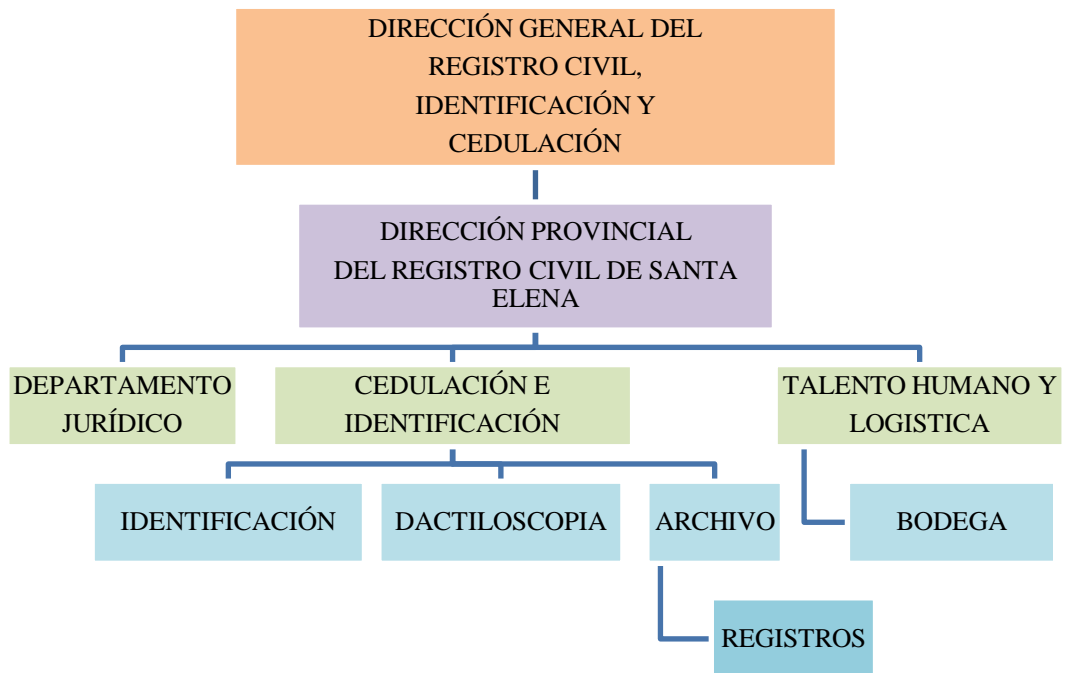 DIRECCIÓN GENERAL DEL
REGISTRO CIVIL,
IDENTIFICACIÓN Y
CEDULACIÓN
DIRECCIÓN PROVINCIAL
DEL REGISTRO CIVIL DE SANTA
ELENA
DEPARTAMENTO
JURÍDICO
CEDULACIÓN E
IDENTIFICACIÓN
TALENTO HUMANO Y
LOGISTICA
IDENTIFICACIÓN
DACTILOSCOPIA
ARCHIVO
BODEGA
REGISTROS